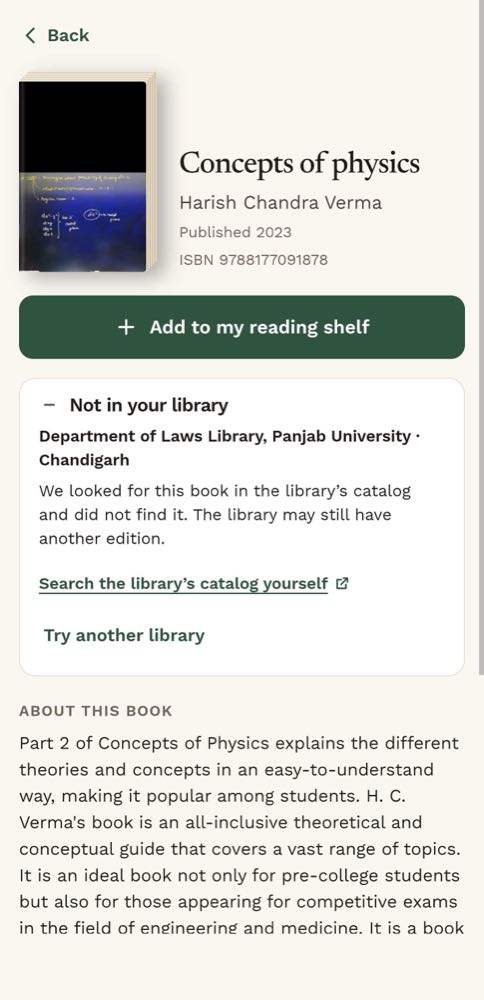 Back
Concepts of physics
Harish Chandra Verma
Published 2023
ISBN 9788177091878
+ Add to my reading shelf
Not in your library
Department of Laws Library, Panjab University ·
Chandigarh
We looked for this book in the library’s catalog
and did not find it. The library may still have
another edition.
Search the library’s catalog yourself
Try another library
ABOUT THIS BOOK
Part 2 of Concepts of Physics explains the different
theories and concepts in an easy-to-understand
way, making it popular among students. H. C.
Verma's book is an all-inclusive theoretical and
conceptual guide that covers a vast range of topics.
It is an ideal book not only for pre-college students
but also for those appearing for competitive exams
in the field of engineering and medicine. It is a book